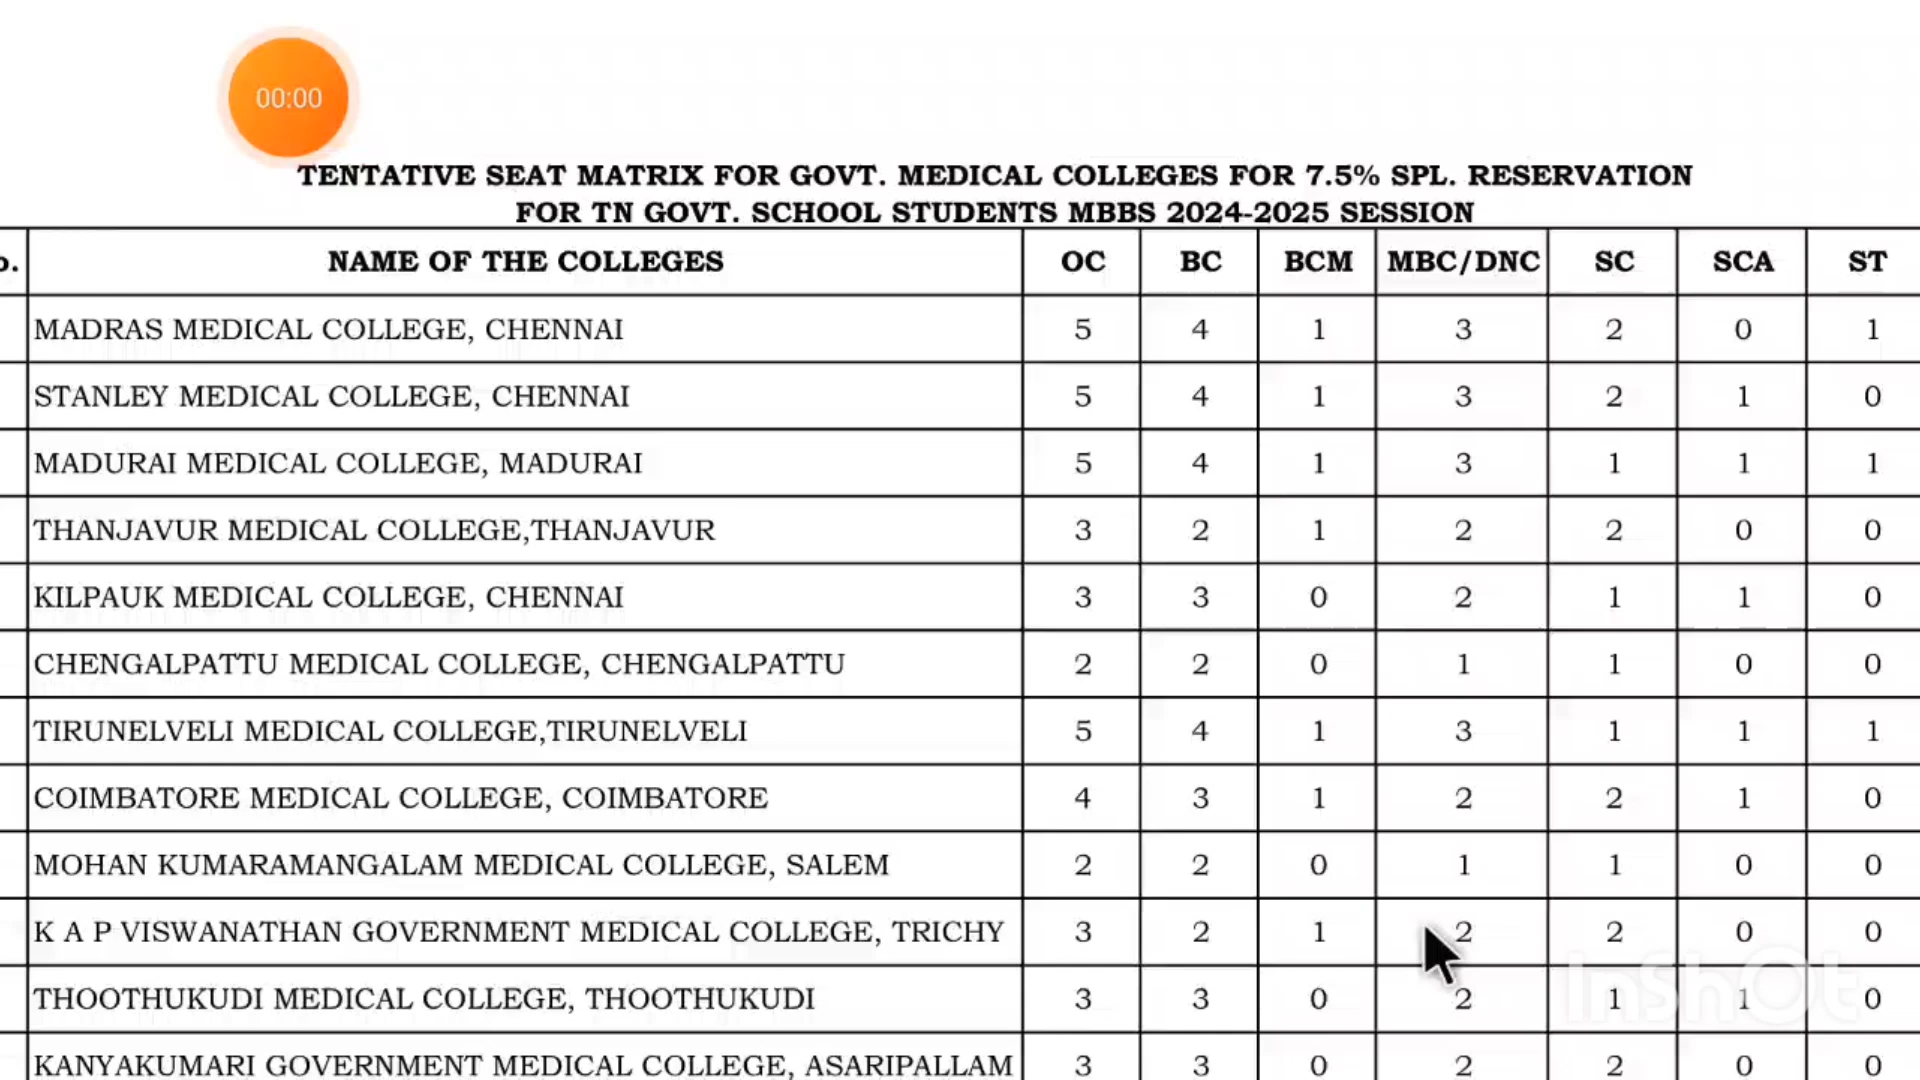 00:00
TENTATIVE SEAT MATRIX FOR GOVT. MEDICAL COLLEGES FOR 7.5% SPL. RESERVATION
FOR TN GOVT. SCHOOL STUDENTS MBBS 2024-2025 SESSION
NAME OF THE COLLEGES OC BC BCM MBC/DNC SC SCA ST
MADRAS MEDICAL COLLEGE, CHENNAI 5 4 1 3 2 0 1
STANLEY MEDICAL COLLEGE, CHENNAI 5 4 1 3 2 1 0
MADURAI MEDICAL COLLEGE, MADURAI 5 4 1 3 1 1 1
THANJAVUR MEDICAL COLLEGE,THANJAVUR 3 2 1 2 2 0 0
KILPAUK MEDICAL COLLEGE, CHENNAI 3 3 0 2 1 1 0
CHENGALPATTU MEDICAL COLLEGE, CHENGALPATTU 2 2 0 1 1 0 0
TIRUNELVELI MEDICAL COLLEGE,TIRUNELVELI 5 4 1 3 1 1 1
COIMBATORE MEDICAL COLLEGE, COIMBATORE 4 3 1 2 2 1 0
MOHAN KUMARAMANGALAM MEDICAL COLLEGE, SALEM 2 2 0 1 1 0 0
K A P VISWANATHAN GOVERNMENT MEDICAL COLLEGE, TRICHY 3 2 1 2 2 0 0
THOOTHUKUDI MEDICAL COLLEGE, THOOTHUKUDI 3 3 0 2 1 1 0
KANYAKUMARI GOVERNMENT MEDICAL COLLEGE, ASARIPALLAM 3 3 0 2 2 0 0
InShOt